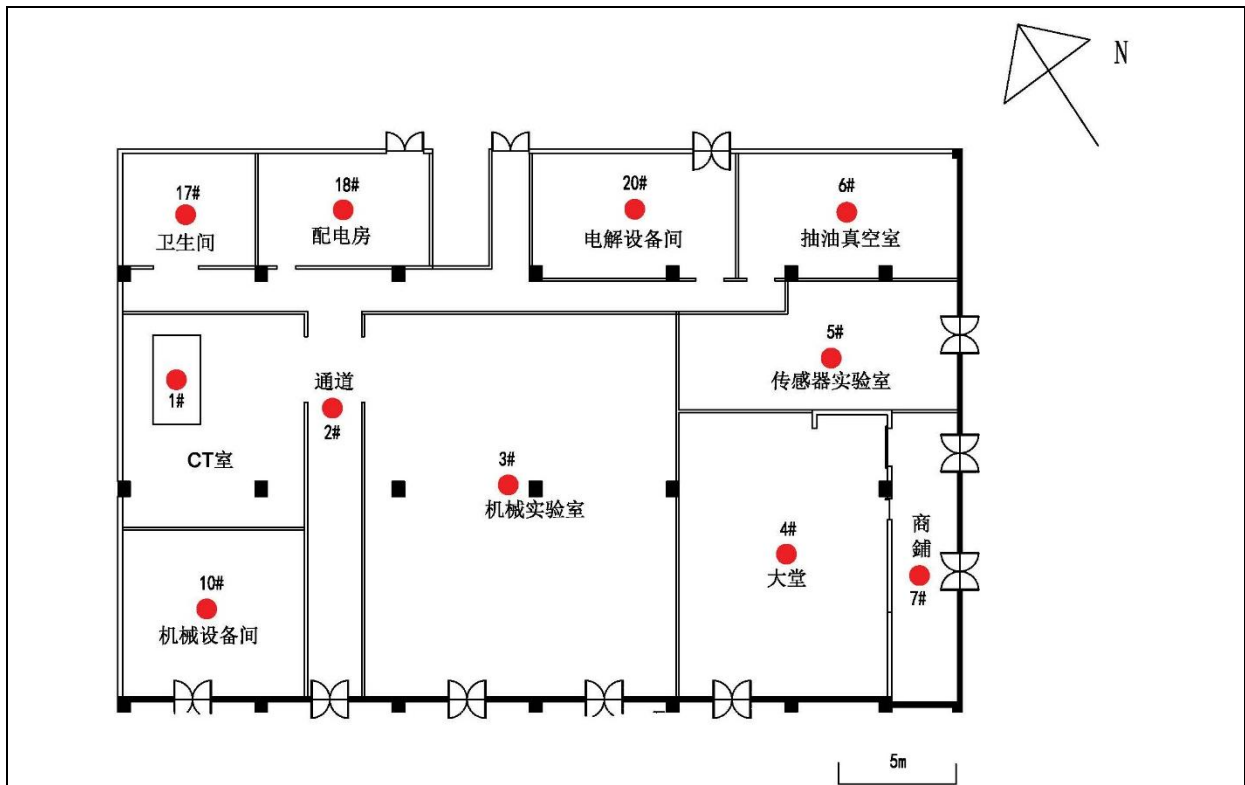 N
17#
卫生间
18#
配电房
20#
电解设备间
6#
抽油真空室
1#
CT室
通道
2#
3#
机械实验室
5#
传感器实验室
4#
大堂
商
鋪
7#
10#
机械设备间
5m